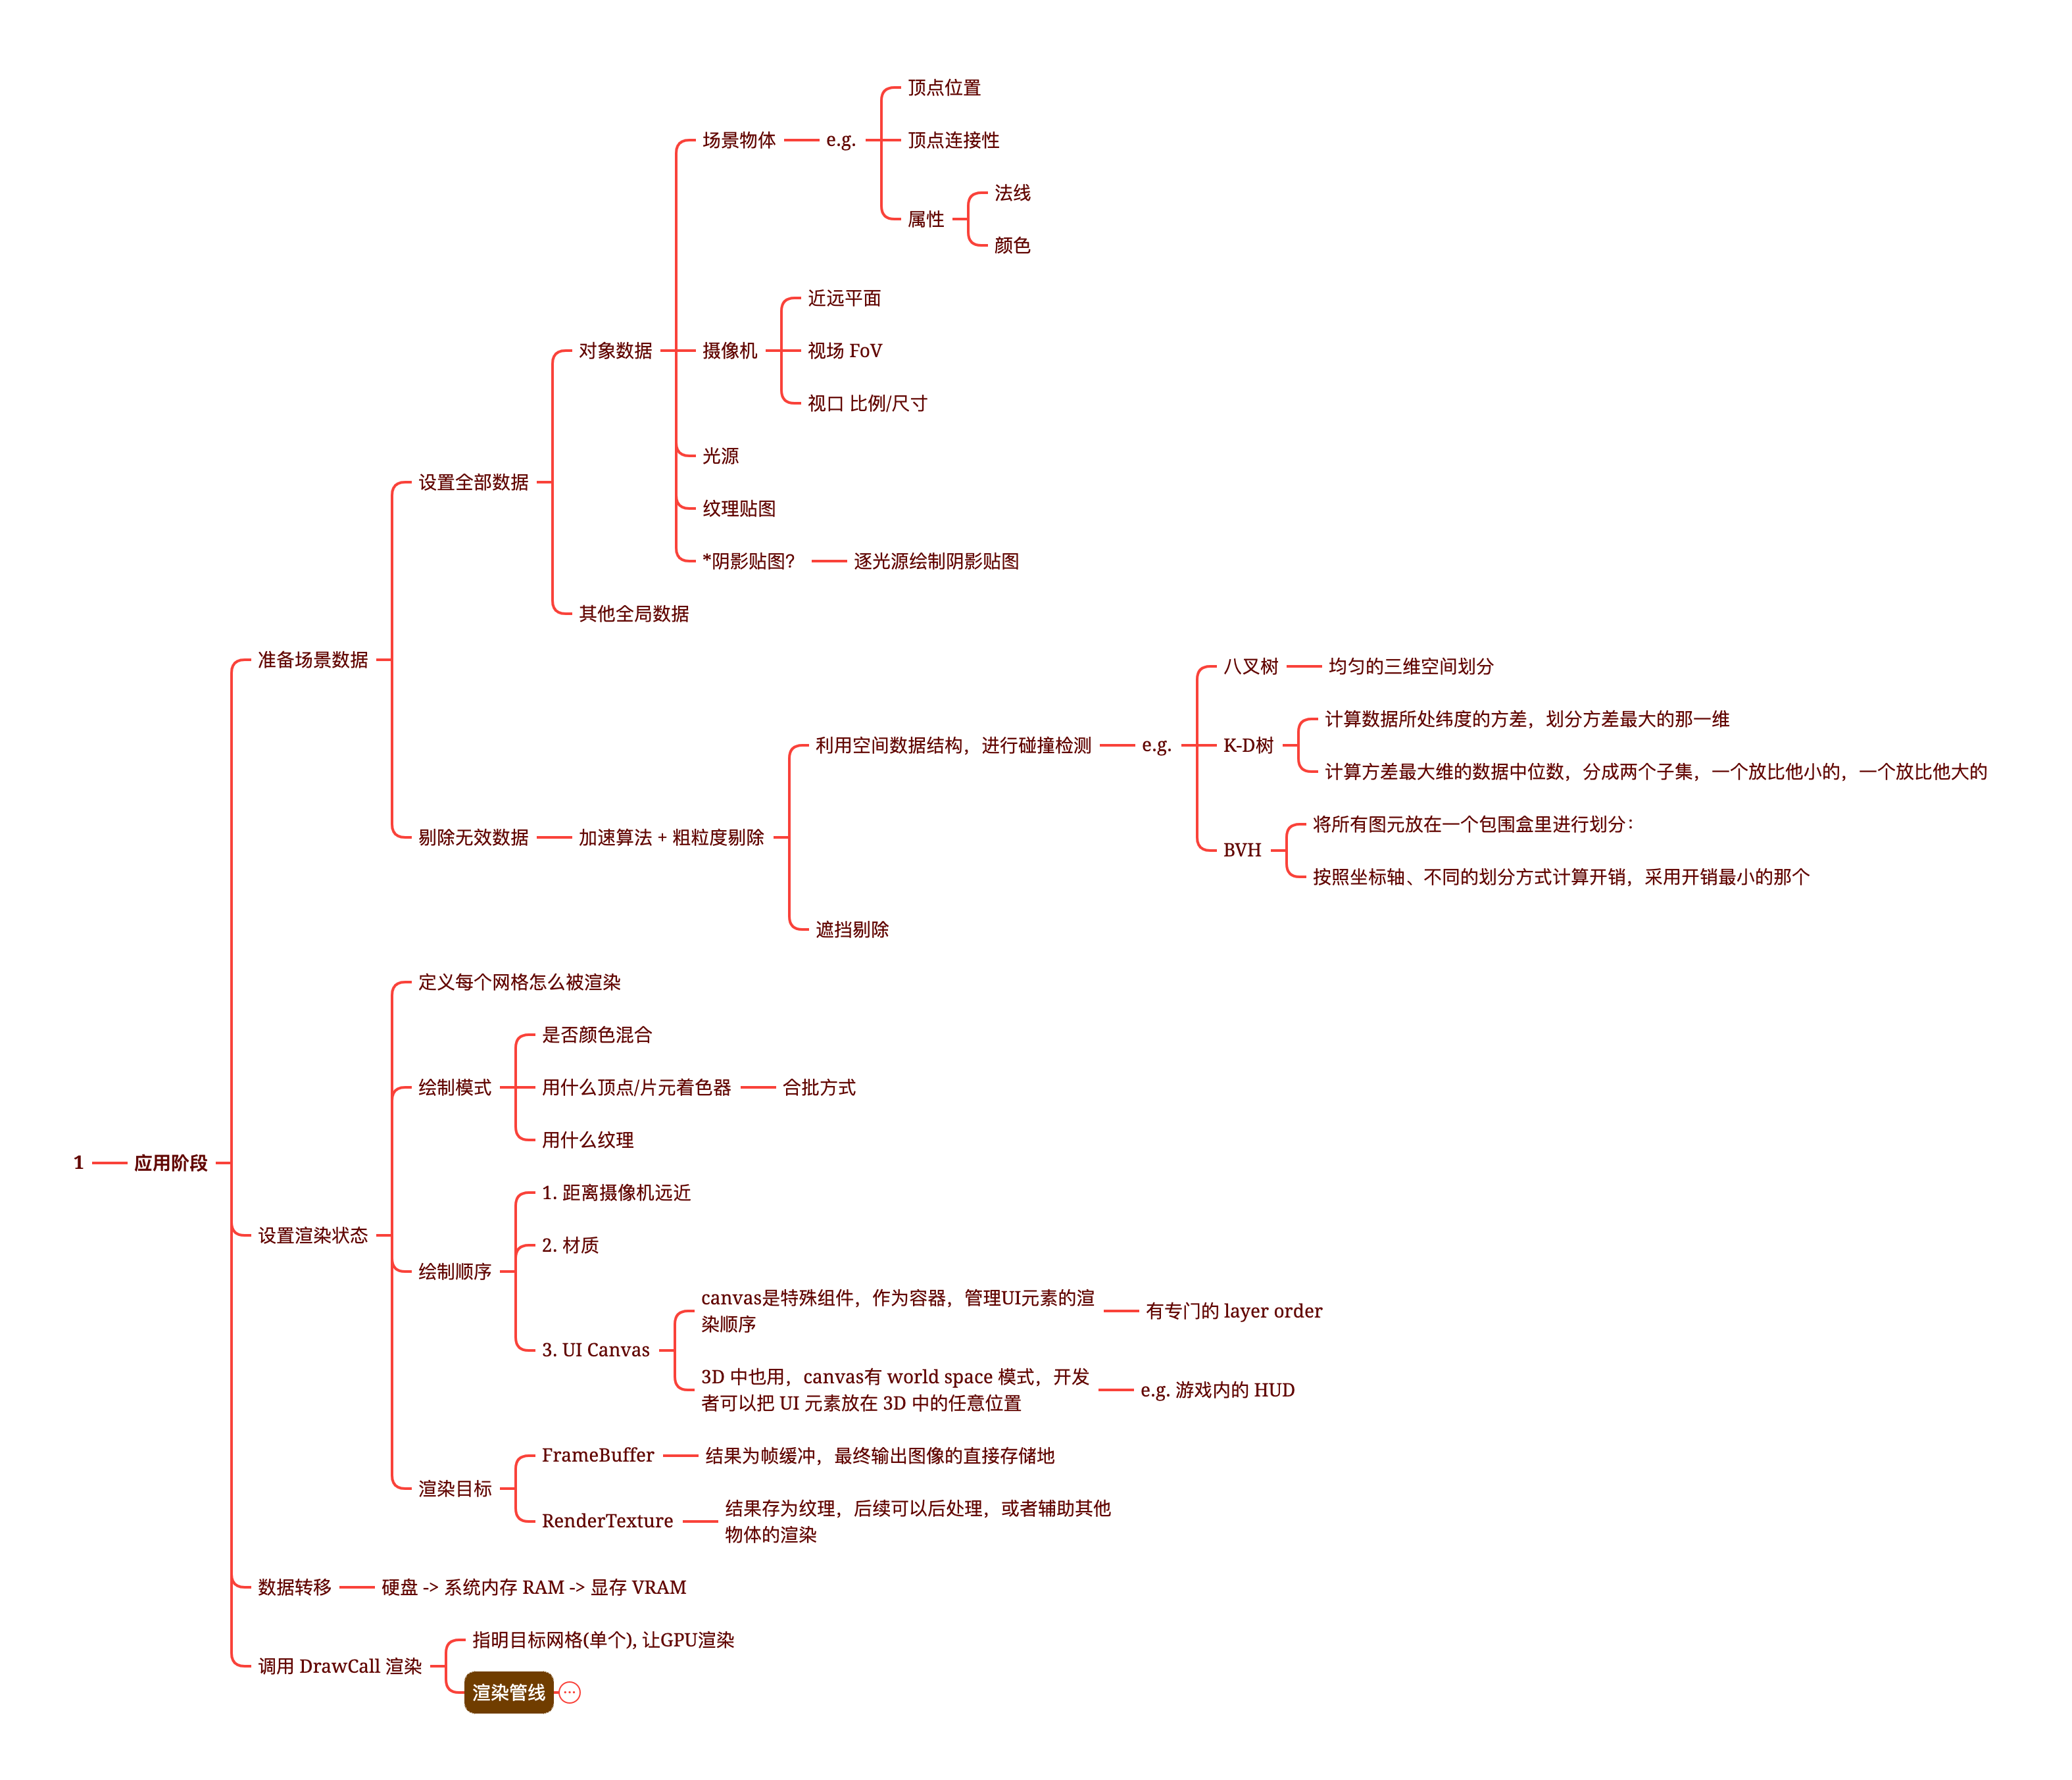 顶点位置
场景物体
e.g.
顶点连接性
法线
属性
颜色
近远平面
对象数据
摄像机
视场 FoV
视口 比例/尺寸
光源
设置全部数据
纹理贴图
*阴影贴图?
逐光源绘制阴影贴图
其他全局数据
准备场景数据
八叉树
均匀的三维空间划分
计算数据所处纬度的方差，划分方差最大的那一维
利用空间数据结构，进行碰撞检测
e.g.
K-D树
计算方差最大维的数据中位数，分成两个子集，一个放比他小的，一个放比他大的
剔除无效数据
加速算法 + 粗粒度剔除
将所有图元放在一个包围盒里进行划分：
BVH
按照坐标轴、不同的划分方式计算开销，采用开销最小的那个
遮挡剔除
定义每个网格怎么被渲染
是否颜色混合
绘制模式
用什么顶点/片元着色器
合批方式
用什么纹理
1
应用阶段
1. 距离摄像机远近
设置渲染状态
2. 材质
绘制顺序
canvas是特殊组件，作为容器，管理UI元素的渲
染顺序
有专门的 layer order
3. UI Canvas
3D 中也用，canvas有 world space 模式，开发
者可以把 UI 元素放在 3D 中的任意位置
e.g. 游戏内的 HUD
FrameBuffer
结果为帧缓冲，最终输出图像的直接存储地
渲染目标
RenderTexture
结果存为纹理，后续可以后处理，或者辅助其他
物体的渲染
数据转移
硬盘 -> 系统内存 RAM -> 显存 VRAM
指明目标网格(单个), 让GPU渲染
调用 DrawCall 渲染
渲染管线